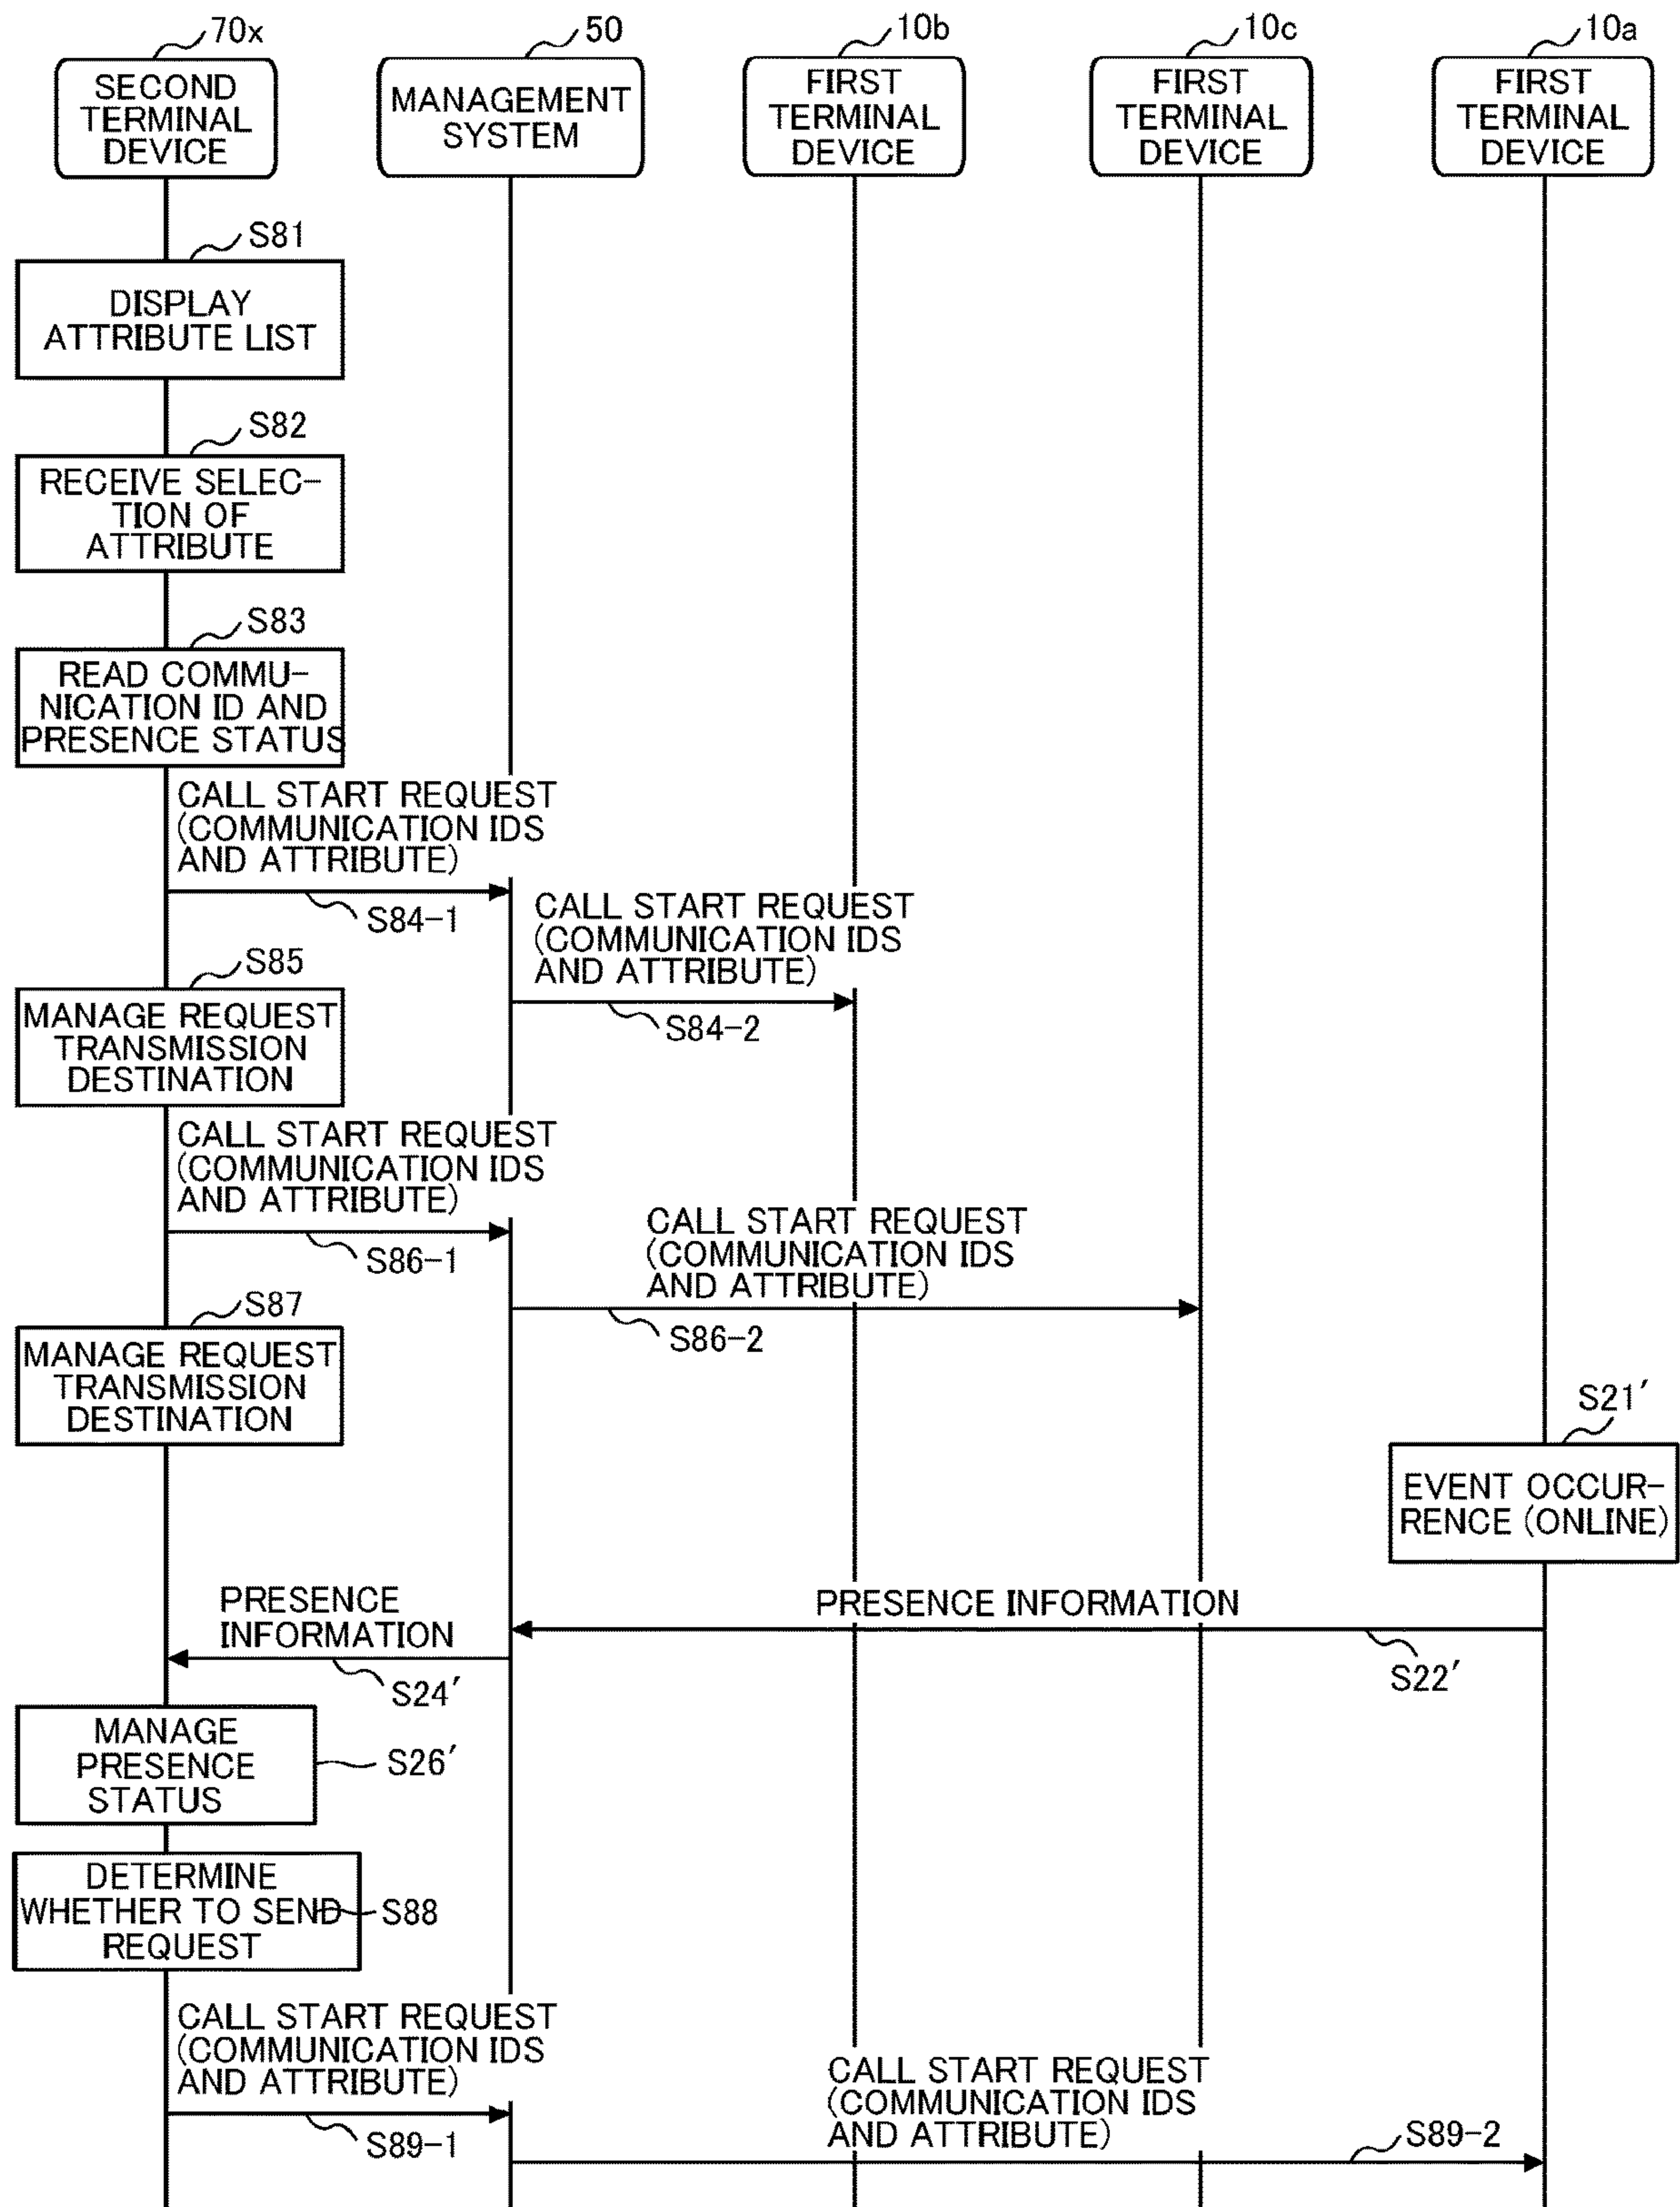 70x
50
10b
10c
10a
SECOND
TERMINAL
DEVICE
MANAGEMENT
SYSTEM
FIRST
TERMINAL
DEVICE
FIRST
TERMINAL
DEVICE
FIRST
TERMINAL
DEVICE
S81
DISPLAY
ATTRIBUTE LIST
S82
RECEIVE SELEC-
TION OF
ATTRIBUTE
S83
READ COMMU-
NICATION ID AND
PRESENCE STATUS
CALL START REQUEST
(COMMUNICATION IDS
AND ATTRIBUTE)
S84-1
CALL START REQUEST
(COMMUNICATION IDS
AND ATTRIBUTE)
S84-2
S85
MANAGE REQUEST
TRANSMISSION
DESTINATION
CALL START REQUEST
(COMMUNICATION IDS
AND ATTRIBUTE)
S86-1
CALL START REQUEST
(COMMUNICATION IDS
AND ATTRIBUTE)
S86-2
S87
MANAGE REQUEST
TRANSMISSION
DESTINATION
S21′
EVENT OCCUR-
RENCE (ONLINE)
PRESENCE INFORMATION
S22′
PRESENCE
INFORMATION
S24′
MANAGE
PRESENCE
STATUS
S26′
DETERMINE
WHETHER TO SEND
REQUEST
S88
CALL START REQUEST
(COMMUNICATION IDS
AND ATTRIBUTE)
S89-1
CALL START REQUEST
(COMMUNICATION IDS
AND ATTRIBUTE)
S89-2